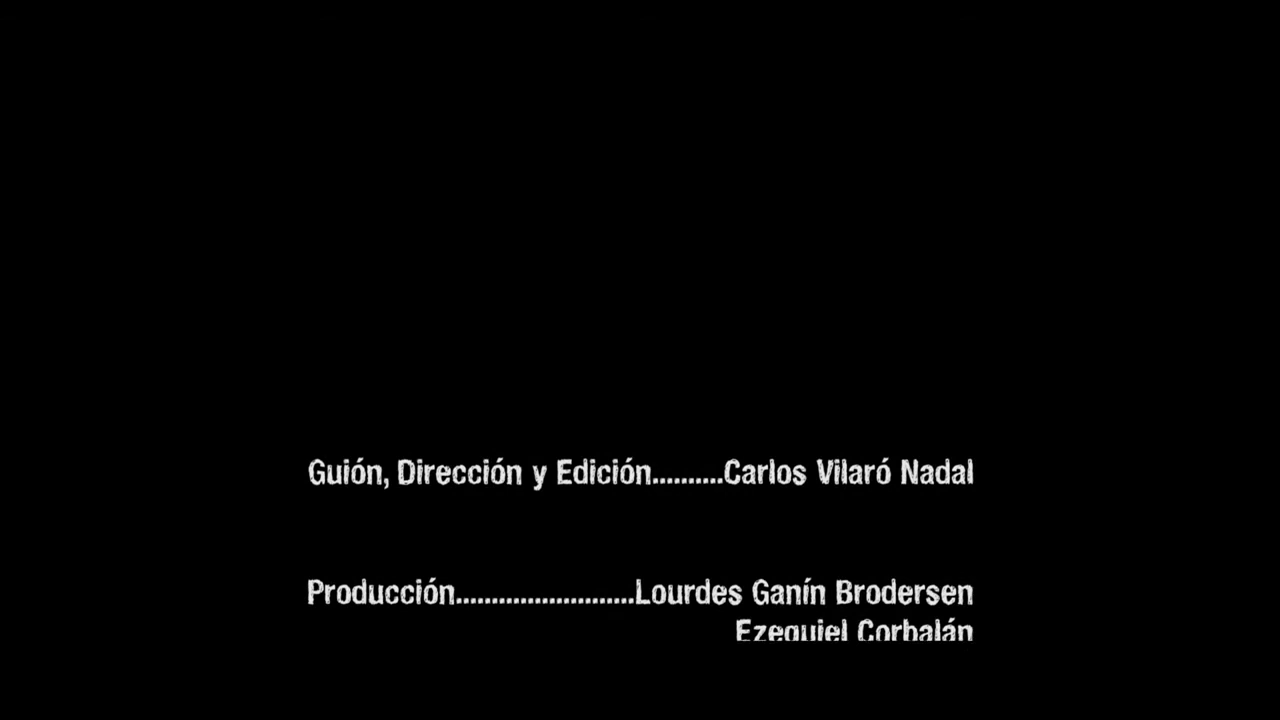 Guión, Dirección y Edición..........Carlos Vilaró Nadal
Producción.........................Lourdes Ganín Brodersen
Ezequiel Corbalán